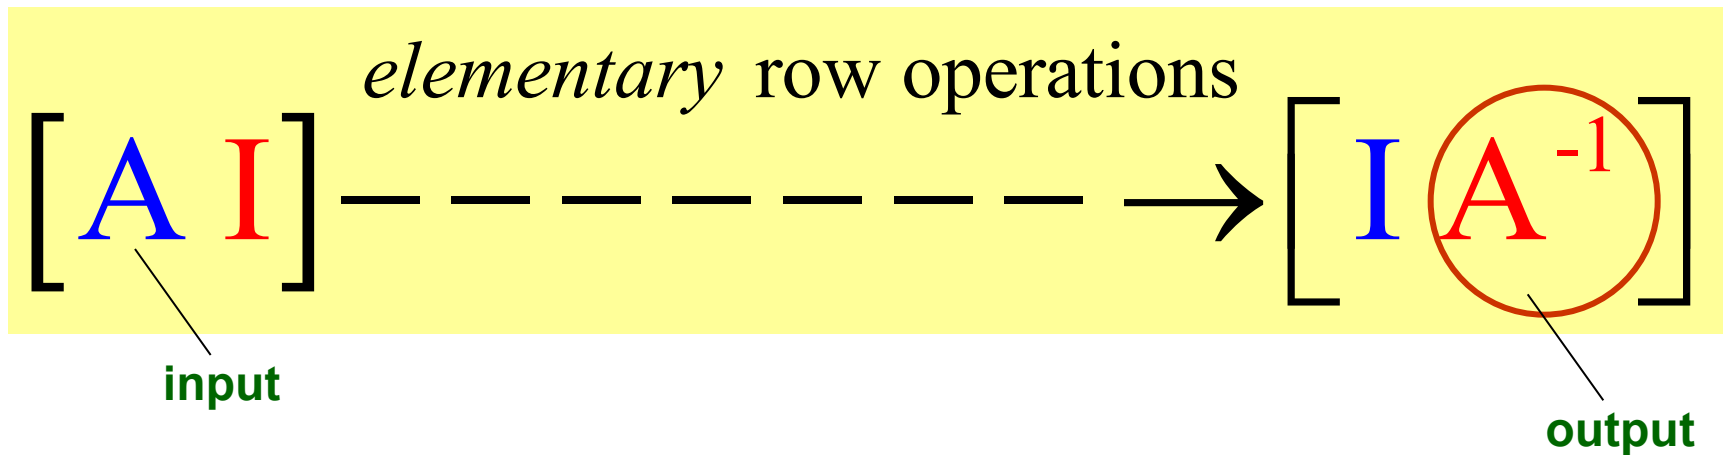 elementary row operations
[A I] — — — — — — — → [I A⁻¹]
input
output